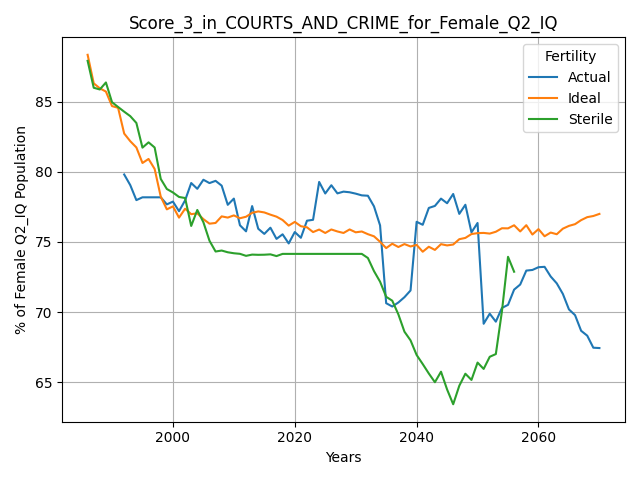 Score_3_in_COURTS_AND_CRIME_for_Female_Q2_IQ
Fertility
Actual
Ideal
Sterile
% of Female Q2_IQ Population
85
80
75
70
65
2000
2020
2040
2060
Years